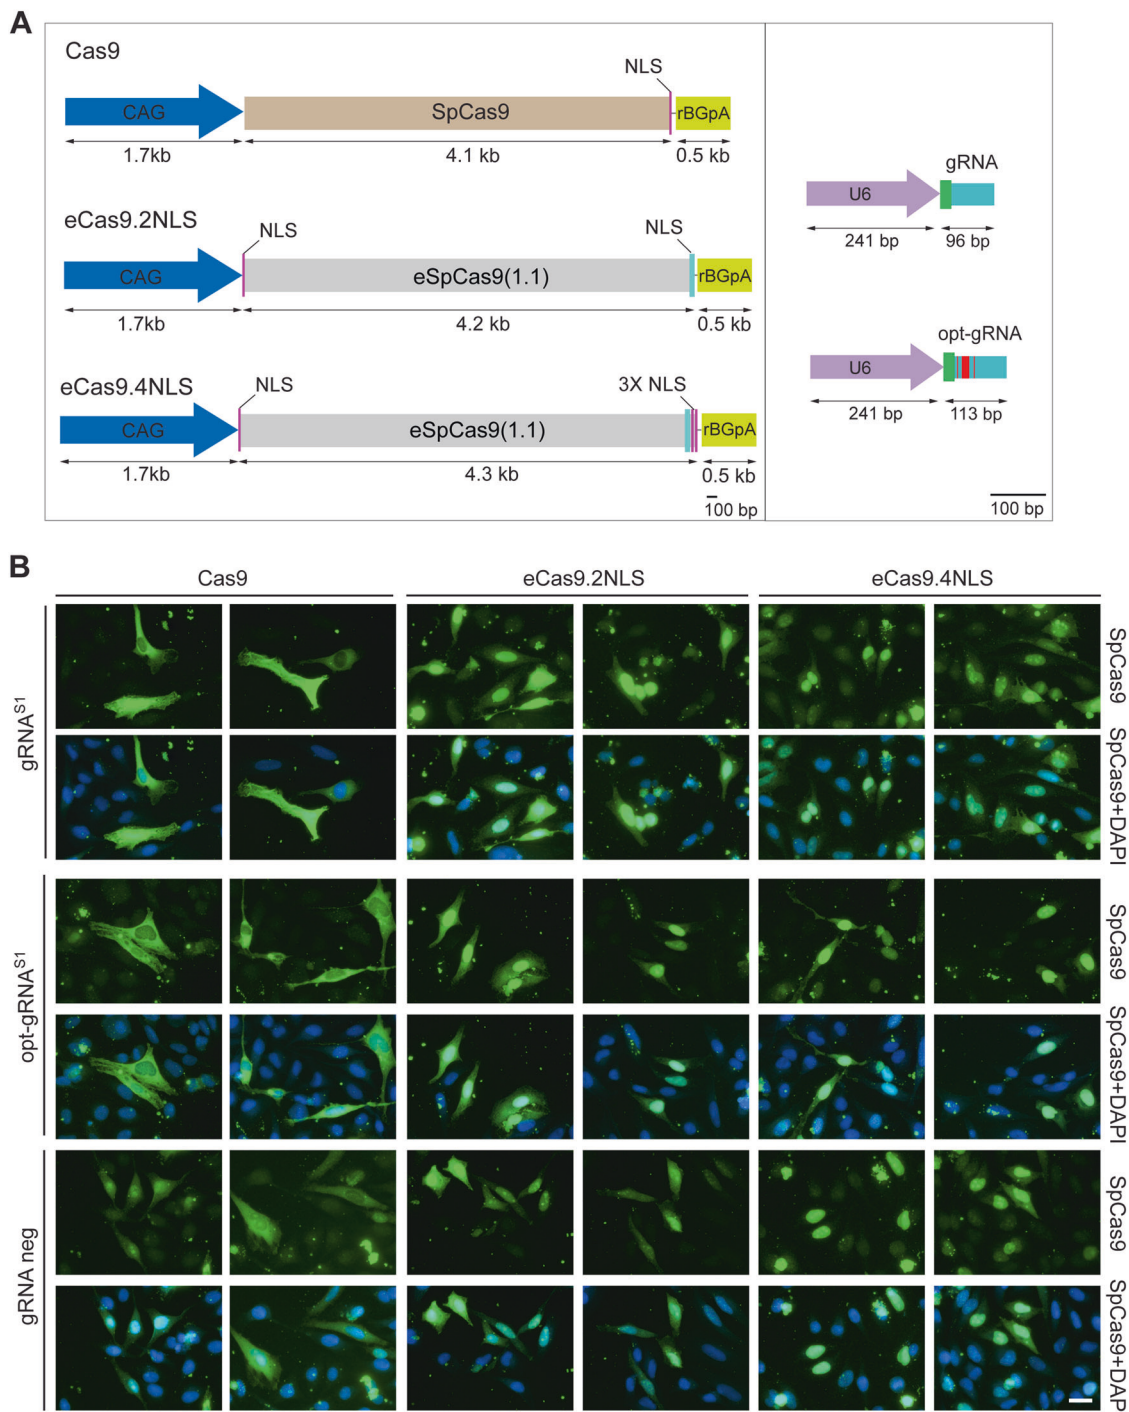 A
Cas9
NLS
CAG
SpCas9
rBGpA
1.7kb
4.1 kb
0.5 kb
eCas9.2NLS
NLS
NLS
CAG
eSpCas9(1.1)
rBGpA
1.7kb
4.2 kb
0.5 kb
eCas9.4NLS
NLS
3X NLS
CAG
eSpCas9(1.1)
rBGpA
1.7kb
4.3 kb
0.5 kb
100 bp
gRNA
U6
241 bp
96 bp
opt-gRNA
U6
241 bp
113 bp
100 bp
B
Cas9
eCas9.2NLS
eCas9.4NLS
gRNA^S1
SpCas9
SpCas9+DAPI
opt-gRNA^S1
SpCas9
SpCas9+DAPI
gRNA neg
SpCas9
SpCas9+DAP